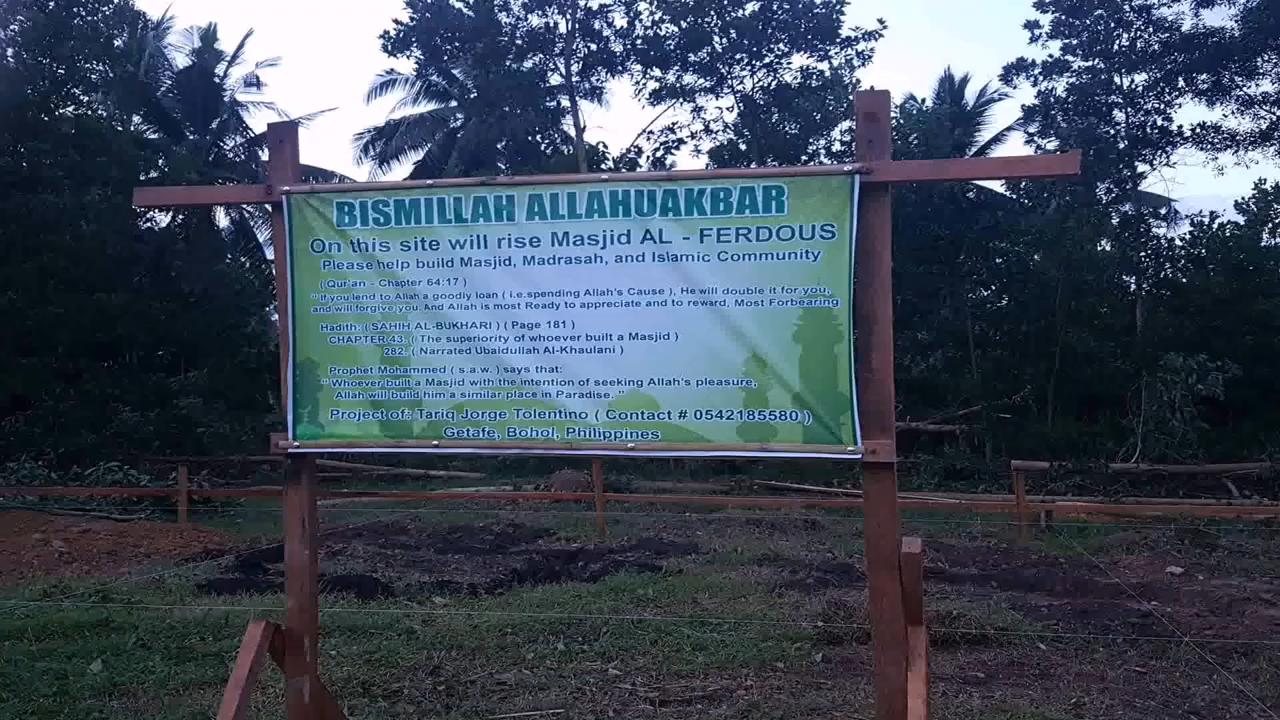 BISMILLAH ALLAHUAKBAR
On this site will rise Masjid AL - FERDOUS
Please help build Masjid, Madrasah, and Islamic Community
(Qur'an - Chapter 64:17 )
" If you lend to Allah a goodly loan ( i.e.spending Allah's Cause ), He will double it for you,
and will forgive you. And Allah is most Ready to appreciate and to reward, Most Forbearing
Hadith: ( SAHIH AL-BUKHARI ) ( Page 181 )
CHAPTER 43. ( The superiority of whoever built a Masjid )
282. ( Narrated Ubaidullah Al-Khaulani )
Prophet Mohammed ( s.a.w. ) says that:
" Whoever built a Masjid with the intention of seeking Allah's pleasure,
Allah will build him a similar place in Paradise. "
Project of: Tariq Jorge Tolentino ( Contact # 0542185580 )
Getafe, Bohol, Philippines